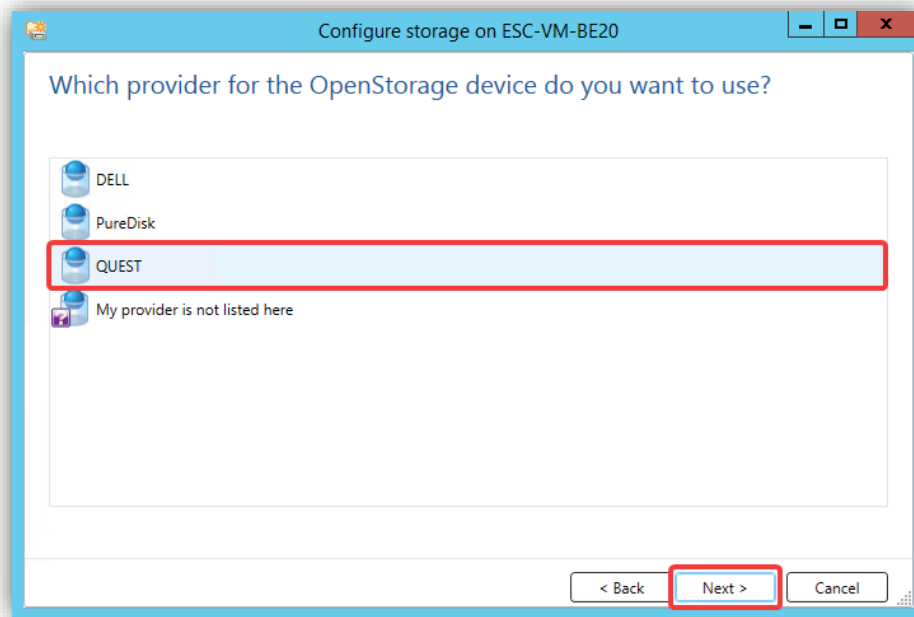 Configure storage on ESC-VM-BE20
Which provider for the OpenStorage device do you want to use?
DELL
PureDisk
QUEST
My provider is not listed here
< Back Next > Cancel